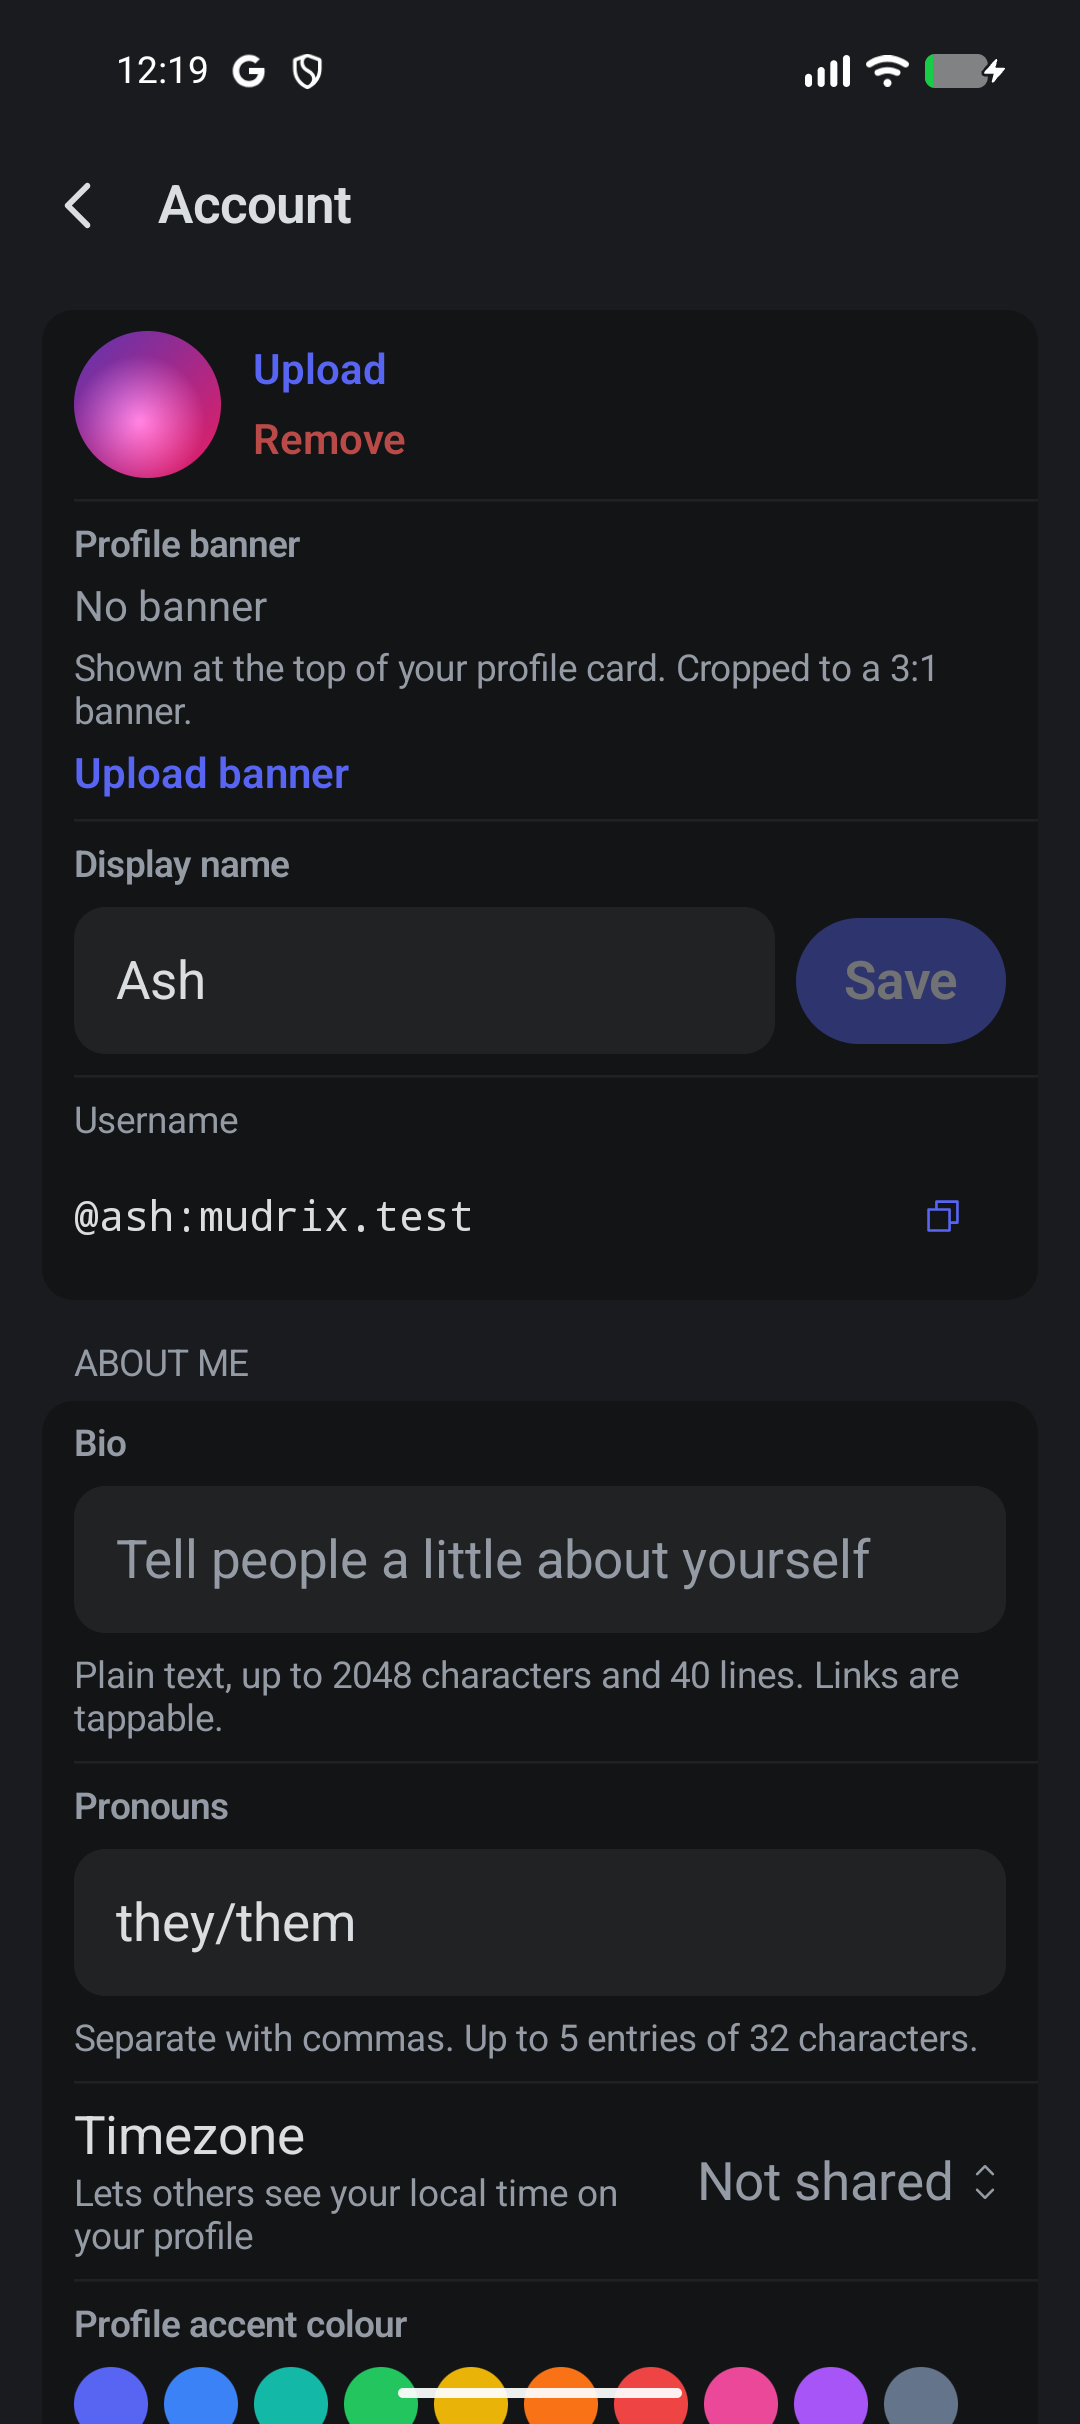 12:19
Account
Upload
Remove
Profile banner
No banner
Shown at the top of your profile card. Cropped to a 3:1
banner.
Upload banner
Display name
Ash
Save
Username
@ash:mudrix.test
ABOUT ME
Bio
Tell people a little about yourself
Plain text, up to 2048 characters and 40 lines. Links are
tappable.
Pronouns
they/them
Separate with commas. Up to 5 entries of 32 characters.
Timezone
Lets others see your local time on
your profile
Not shared
Profile accent colour